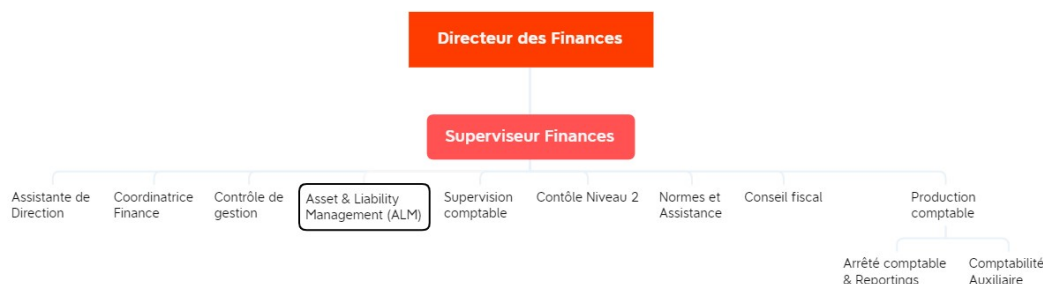 Directeur des Finances
Superviseur Finances
Assistante de
Direction
Coordinatrice
Finance
Contrôle de
gestion
Asset & Liability
Management (ALM)
Supervision
comptable
Contôle Niveau 2
Normes et
Assistance
Conseil fiscal
Production
comptable
Arrêté comptable
& Reportings
Comptabilité
Auxiliaire